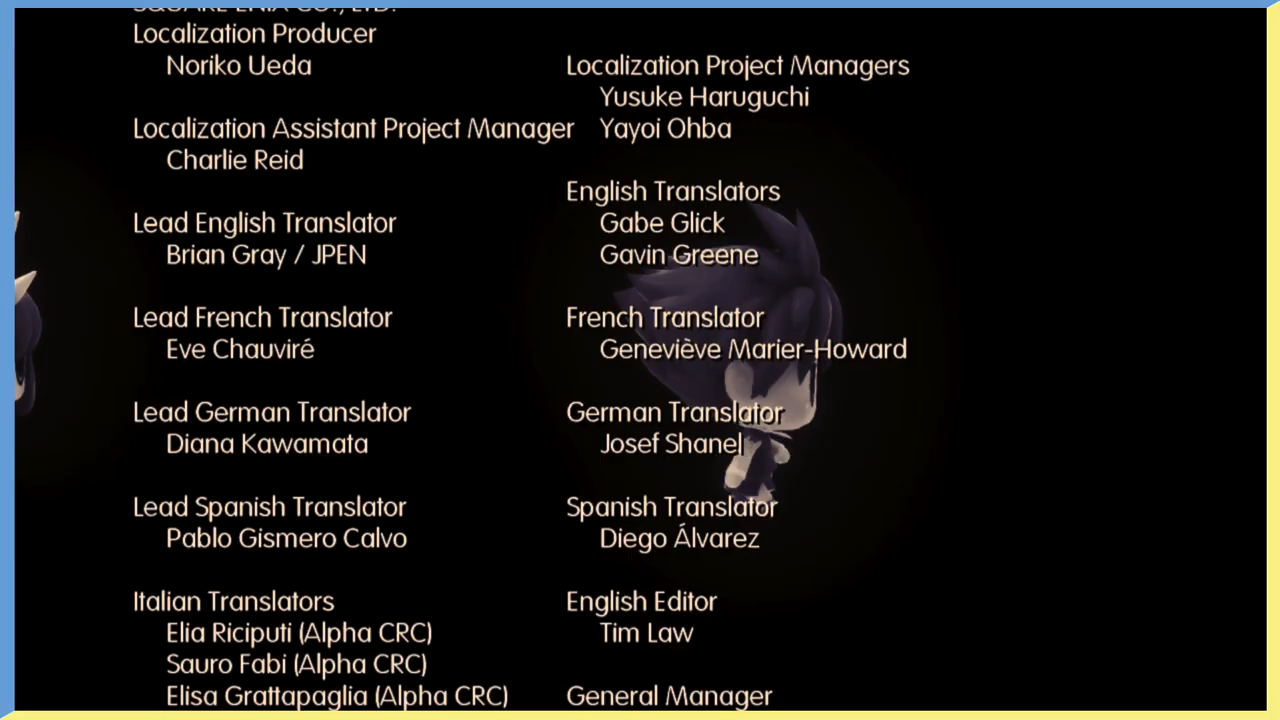 SQUARE ENIX CO., LTD.
Localization Producer
Noriko Ueda
Localization Assistant Project Manager
Charlie Reid
Lead English Translator
Brian Gray / JPEN
Lead French Translator
Eve Chauviré
Lead German Translator
Diana Kawamata
Lead Spanish Translator
Pablo Gismero Calvo
Italian Translators
Elia Riciputi (Alpha CRC)
Sauro Fabi (Alpha CRC)
Elisa Grattapaglia (Alpha CRC)
Localization Project Managers
Yusuke Haruguchi
Yayoi Ohba
English Translators
Gabe Glick
Gavin Greene
French Translator
Geneviève Marier-Howard
German Translator
Josef Shanel
Spanish Translator
Diego Álvarez
English Editor
Tim Law
General Manager